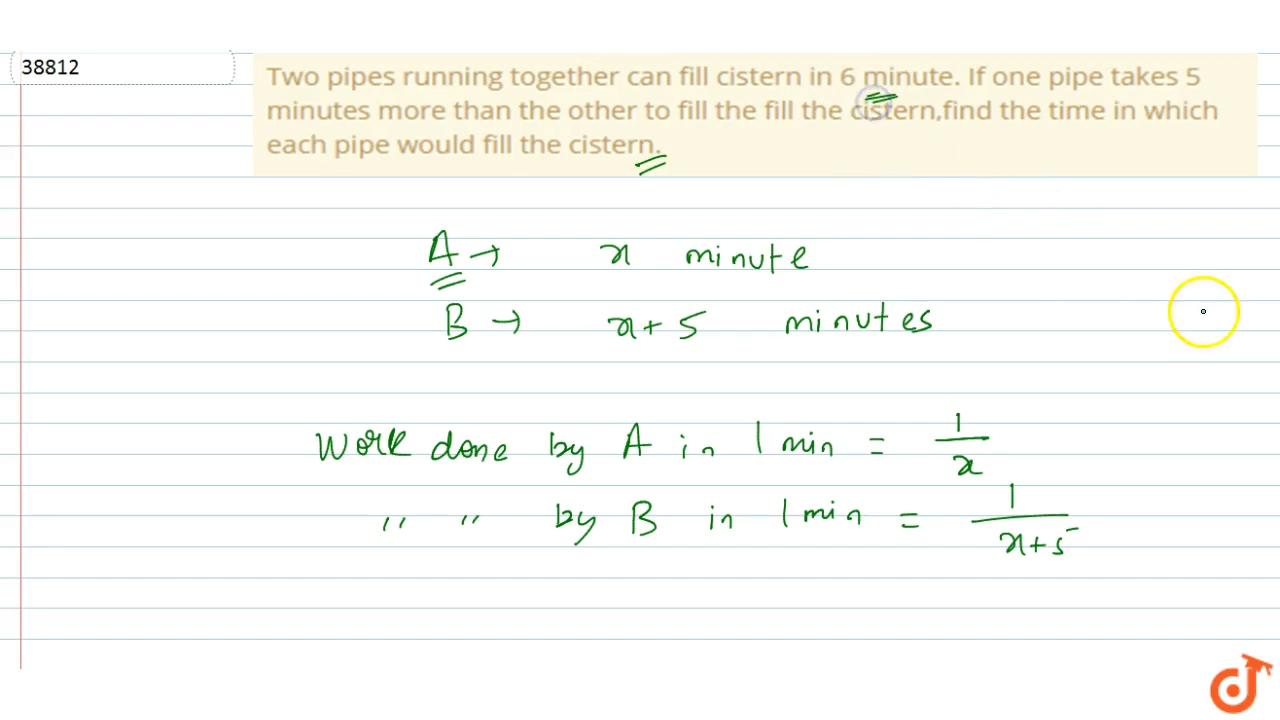 38812
Two pipes running together can fill cistern in 6 minute. If one pipe takes 5
minutes more than the other to fill the fill the cistern,find the time in which
each pipe would fill the cistern.
A → x minute
B → x+5 minutes
Work done by A in 1 min = 1/x
" " by B in 1 min = 1/x+5